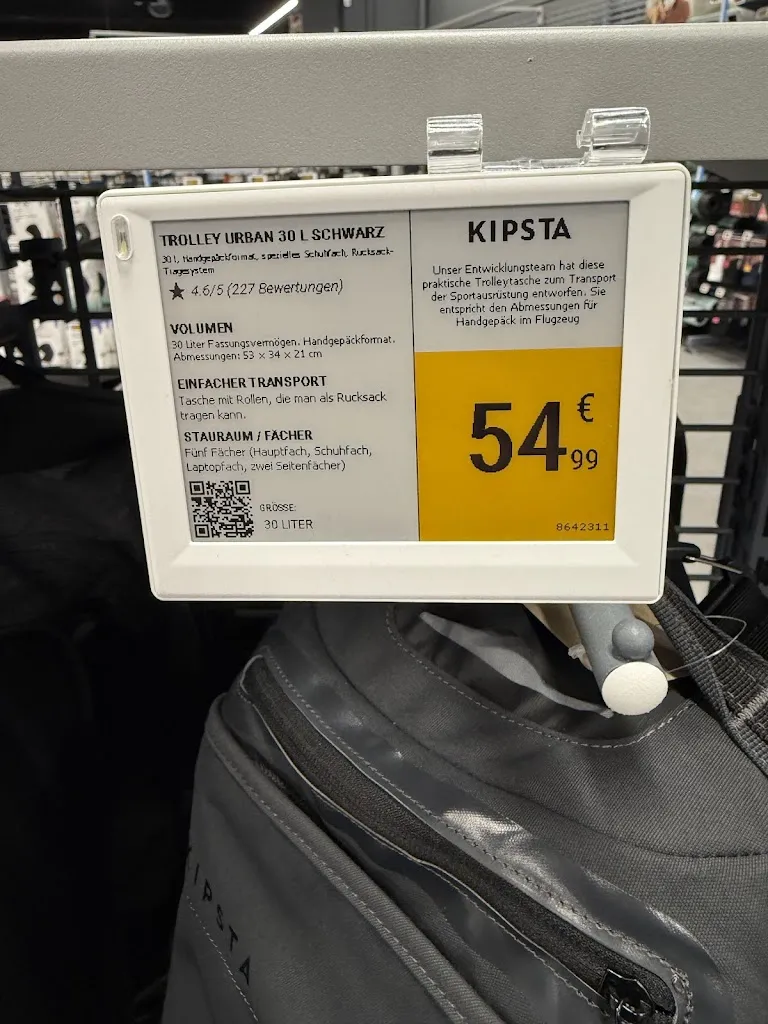 TROLLEY URBAN 30 L SCHWARZ
30 l, Handgepäckformat, spezielles Schuhfach, Rucksack-
Tragesystem
★ 4.6/5 (227 Bewertungen)
VOLUMEN
30 Liter Fassungsvermögen. Handgepäckformat.
Abmessungen: 53 x 34 x 21 cm
EINFACHER TRANSPORT
Tasche mit Rollen, die man als Rucksack
tragen kann.
STAURAUM / FÄCHER
Fünf Fächer (Hauptfach, Schuhfach,
Laptopfach, zwei Seitenfächer)
GRÖSSE:
30 LITER
KIPSTA
Unser Entwicklungsteam hat diese
praktische Trolleytasche zum Transport
der Sportausrüstung entworfen. Sie
entspricht den Abmessungen für
Handgepäck im Flugzeug
54 €
99
8642311
KIPSTA